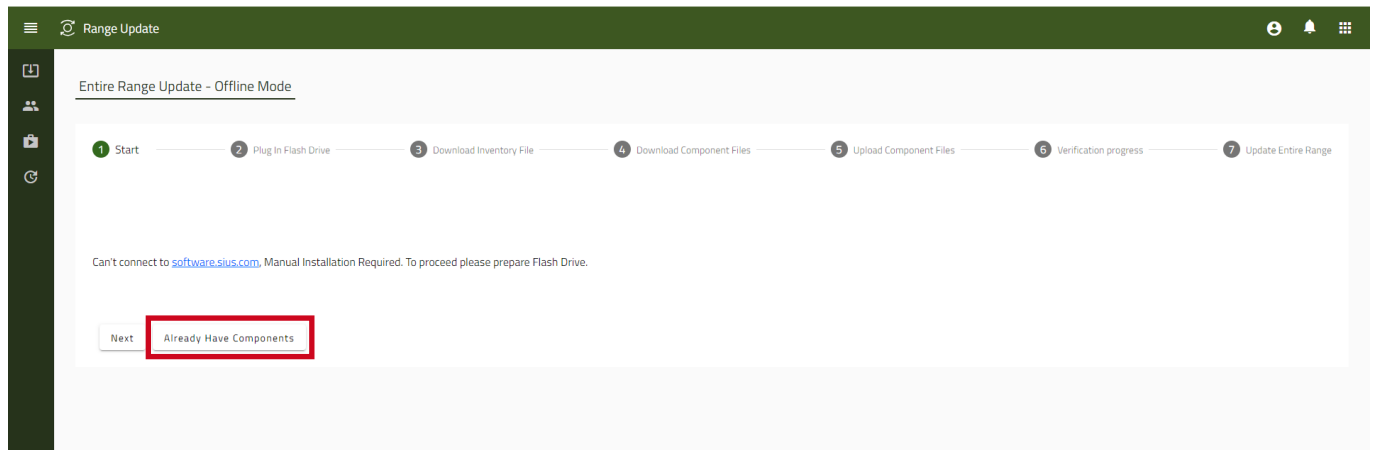 Range Update
Entire Range Update - Offline Mode
1 Start 2 Plug In Flash Drive 3 Download Inventory File 4 Download Component Files 5 Upload Component Files 6 Verification progress 7 Update Entire Range
Can't connect to software.sius.com, Manual Installation Required. To proceed please prepare Flash Drive.
Next Already Have Components